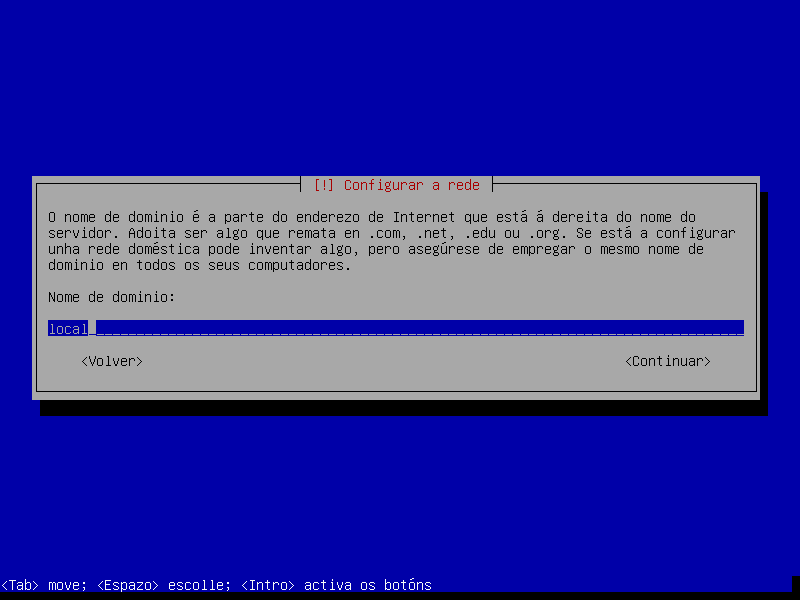 [!] Configurar a rede
O nome de dominio é a parte do enderezo de Internet que está á dereita do nome do
servidor. Adoita ser algo que remata en .com, .net, .edu ou .org. Se está a configurar
unha rede doméstica pode inventar algo, pero asegúrese de empregar o mesmo nome de
dominio en todos os seus computadores.
Nome de dominio:
local
<Volver> <Continuar>
<Tab> move; <Espazo> escolle; <Intro> activa os botóns